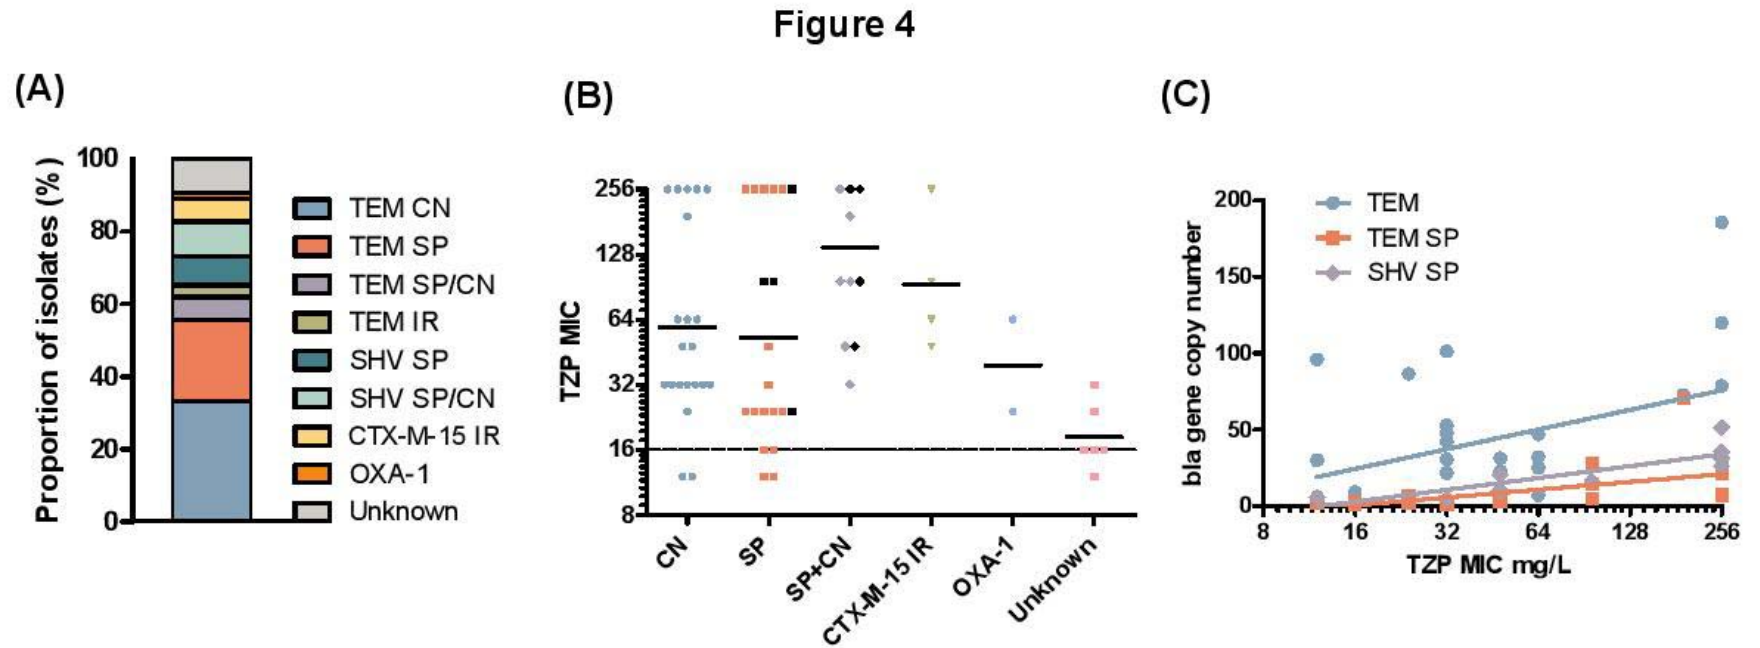 Figure 4
(A)
Proportion of isolates (%)
100
80
60
40
20
0
TEM CN
TEM SP
TEM SP/CN
TEM IR
SHV SP
SHV SP/CN
CTX-M-15 IR
OXA-1
Unknown
(B)
TZP MIC
256
128
64
32
16
8
CN
SP
SP+CN
CTX-M-15 IR
OXA-1
Unknown
(C)
bla gene copy number
200
150
100
50
0
TEM
TEM SP
SHV SP
8
16
32
64
128
256
TZP MIC mg/L